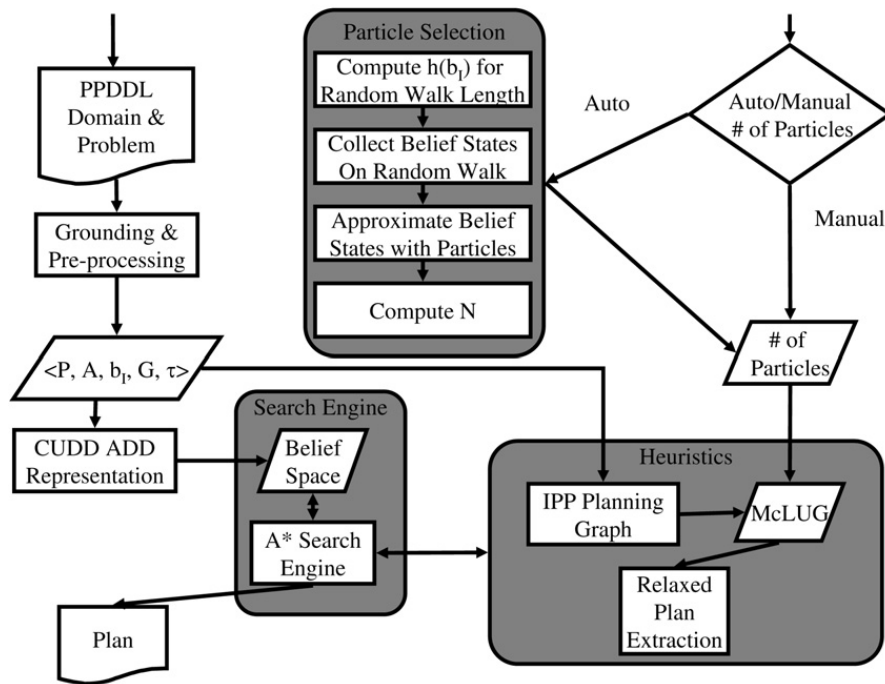 PPDDL
Domain &
Problem
Grounding &
Pre-processing
<P, A, b_I, G, τ>
CUDD ADD
Representation
Particle Selection
Compute h(b_I) for
Random Walk Length
Collect Belief States
On Random Walk
Approximate Belief
States with Particles
Compute N
Auto
Auto/Manual
# of Particles
Manual
# of
Particles
Search Engine
Belief
Space
A* Search
Engine
Plan
Heuristics
IPP Planning
Graph
McLUG
Relaxed
Plan
Extraction